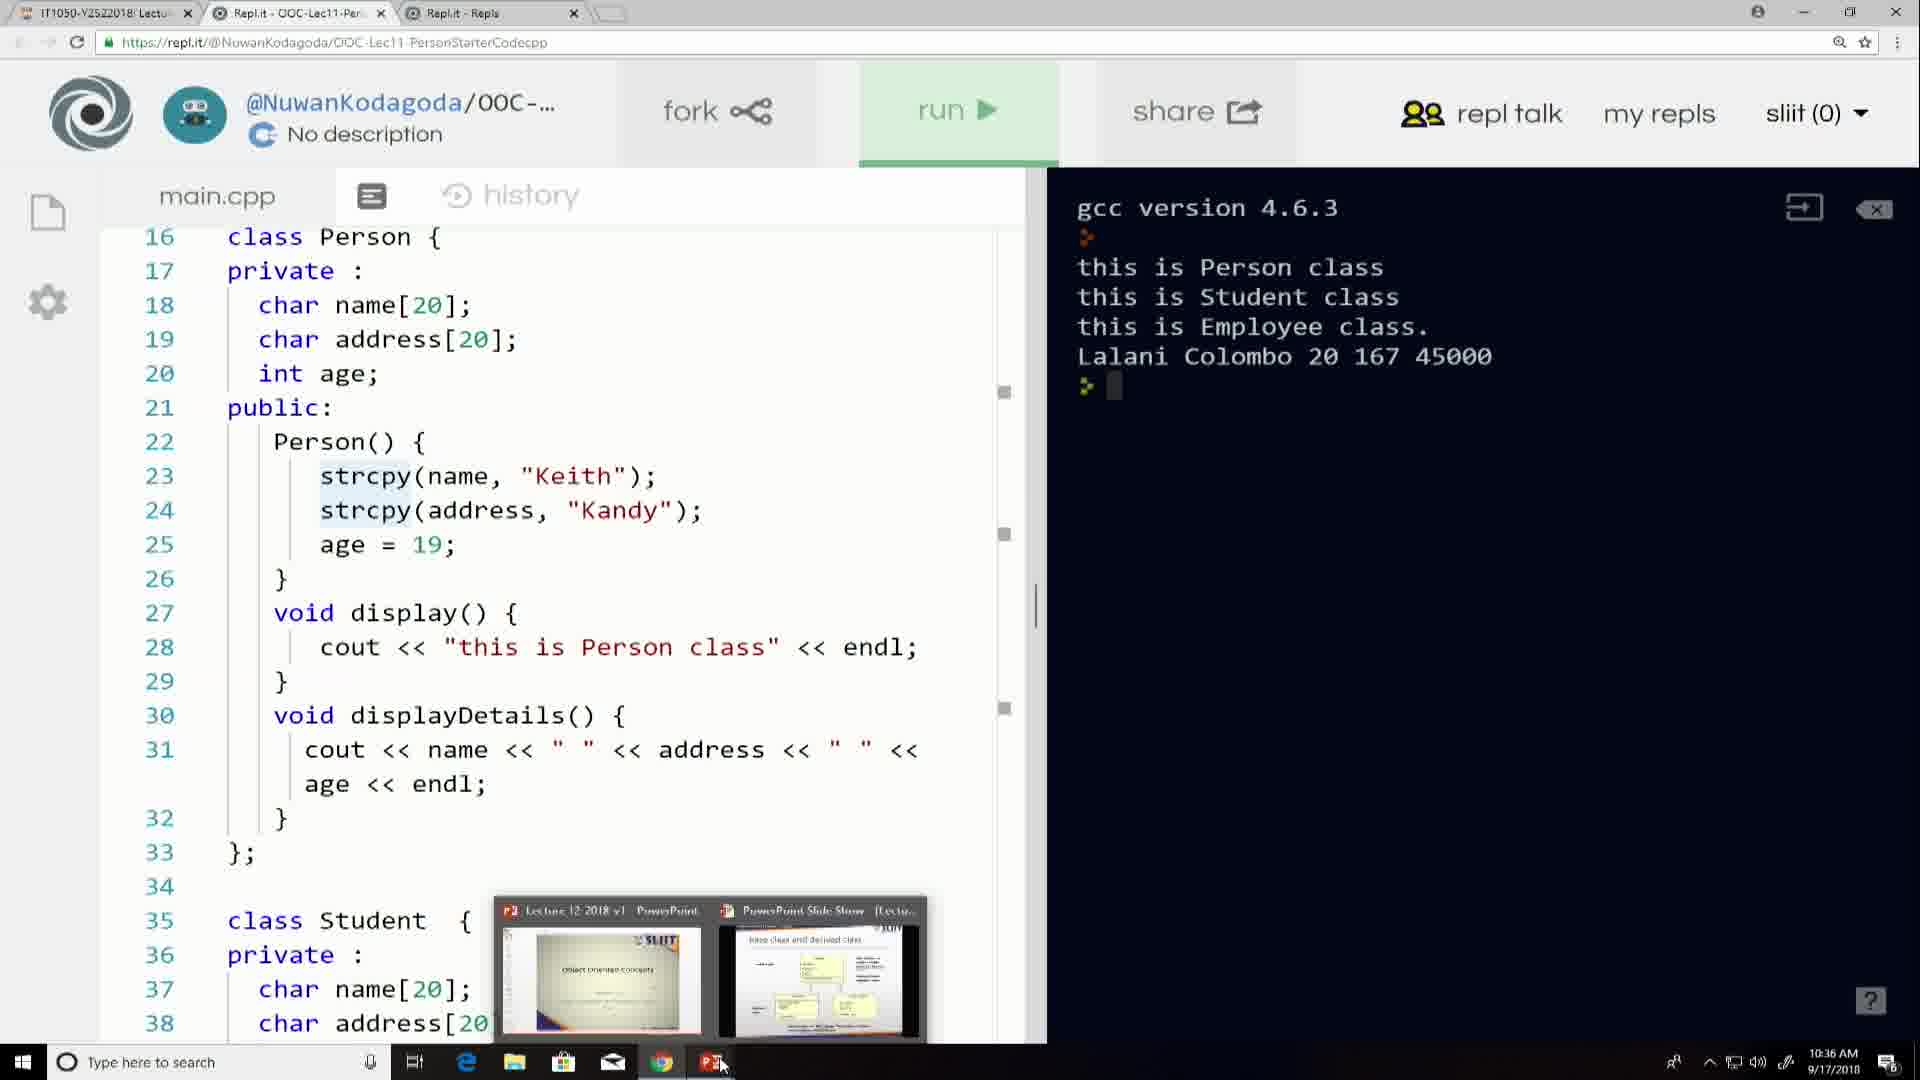 IT1050-Y2S22018: Lectu
Repl.it - OOC-Lec11-Per
Repl.it - Repls
https://repl.it/@NuwanKodagoda/OOC-Lec11-PersonStarterCodecpp
@NuwanKodagoda/OOC-...
No description
fork
run
share
repl talk
my repls
sliit (0)
main.cpp
history
16 class Person {
17 private :
18 char name[20];
19 char address[20];
20 int age;
21 public:
22 Person() {
23 strcpy(name, "Keith");
24 strcpy(address, "Kandy");
25 age = 19;
26 }
27 void display() {
28 cout << "this is Person class" << endl;
29 }
30 void displayDetails() {
31 cout << name << " " << address << " " <<
age << endl;
32 }
33 };
34
35 class Student {
36 private :
37 char name[20];
38 char address[20
gcc version 4.6.3
this is Person class
this is Student class
this is Employee class.
Lalani Colombo 20 167 45000
Lecture 12 2018 v1 - PowerPoint
PowerPoint Slide Show - [Lectu...
SLIIT
Object Oriented Concepts
SLIIT
base class and derived class
?
Type here to search
10:36 AM
9/17/2018